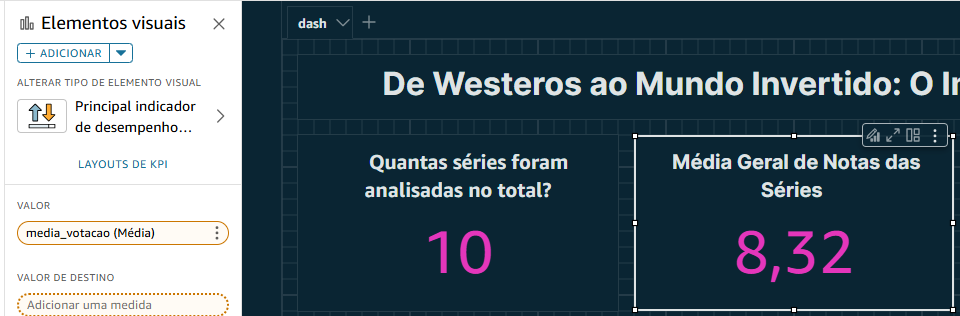 Elementos visuais
+ ADICIONAR
ALTERAR TIPO DE ELEMENTO VISUAL
Principal indicador
de desempenho...
LAYOUTS DE KPI
VALOR
media_votacao (Média)
VALOR DE DESTINO
Adicionar uma medida
dash
De Westeros ao Mundo Invertido: O In
Quantas séries foram
analisadas no total?
10
Média Geral de Notas das
Séries
8,32